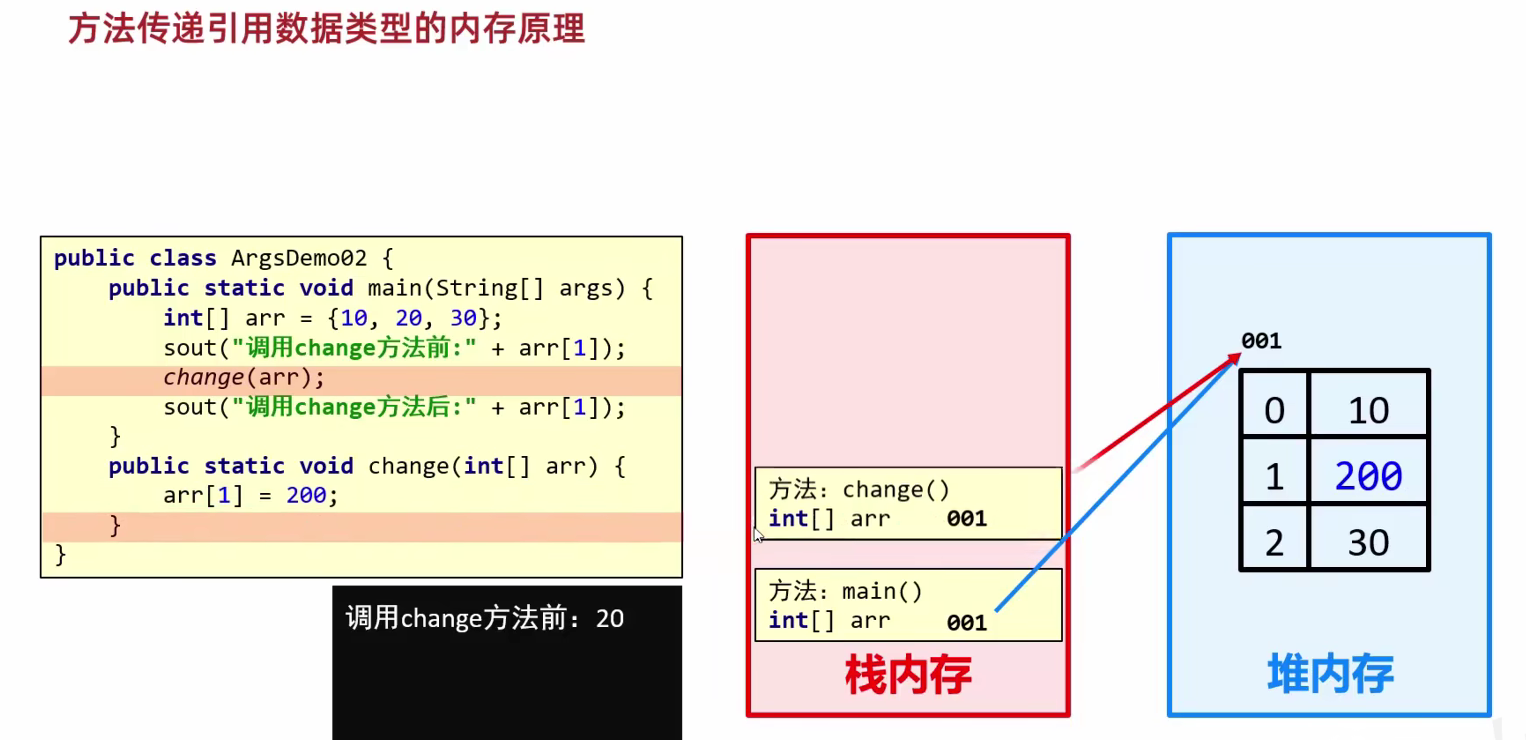 方法传递引用数据类型的内存原理
public class ArgsDemo02 {
public static void main(String[] args) {
int[] arr = {10, 20, 30};
sout("调用change方法前:" + arr[1]);
change(arr);
sout("调用change方法后:" + arr[1]);
}
public static void change(int[] arr) {
arr[1] = 200;
}
}
调用change方法前：20
方法：change()
int[] arr 001
方法：main()
int[] arr 001
栈内存
001
0 10
1 200
2 30
堆内存